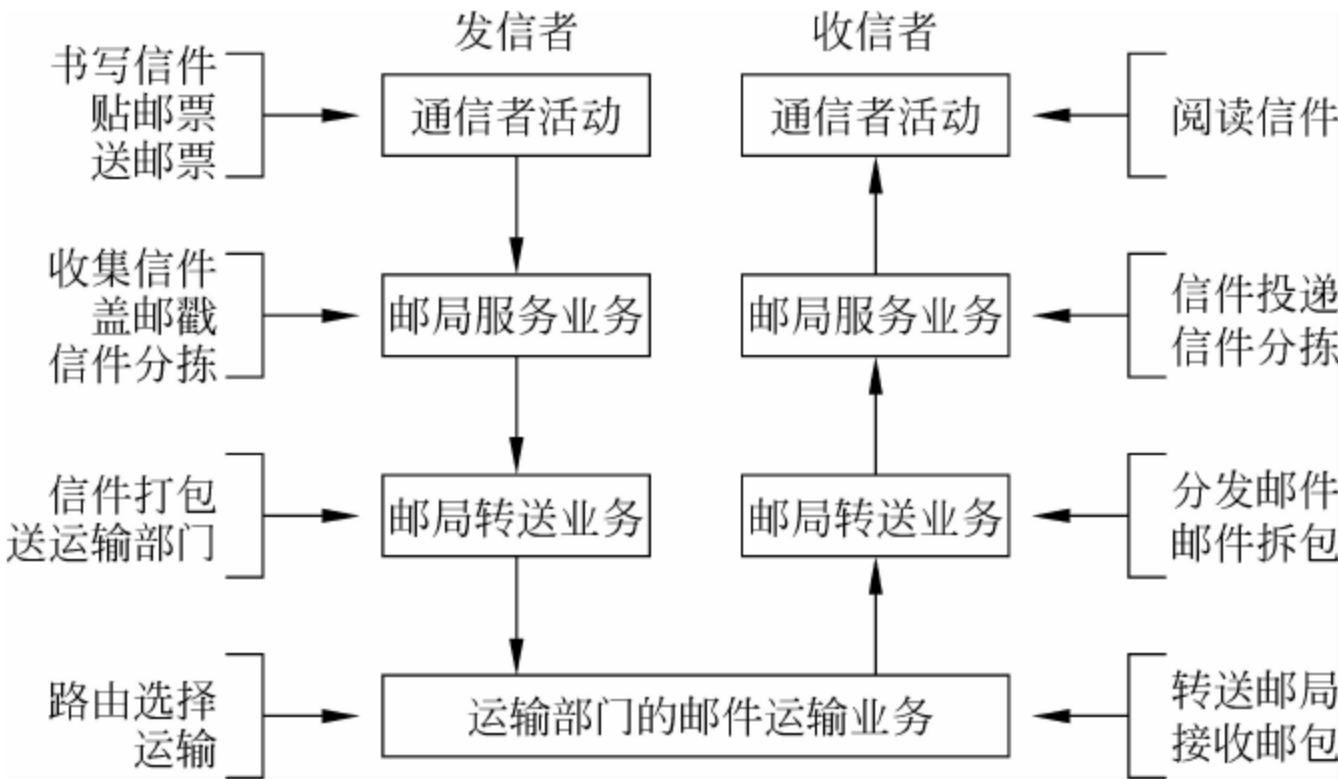 发信者
收信者
书写信件
贴邮票
送邮票
通信者活动
通信者活动
阅读信件
收集信件
盖邮戳
信件分拣
邮局服务业务
邮局服务业务
信件投递
信件分拣
信件打包
送运输部门
邮局转送业务
邮局转送业务
分发邮件
邮件拆包
路由选择
运输
运输部门的邮件运输业务
转送邮局
接收邮包